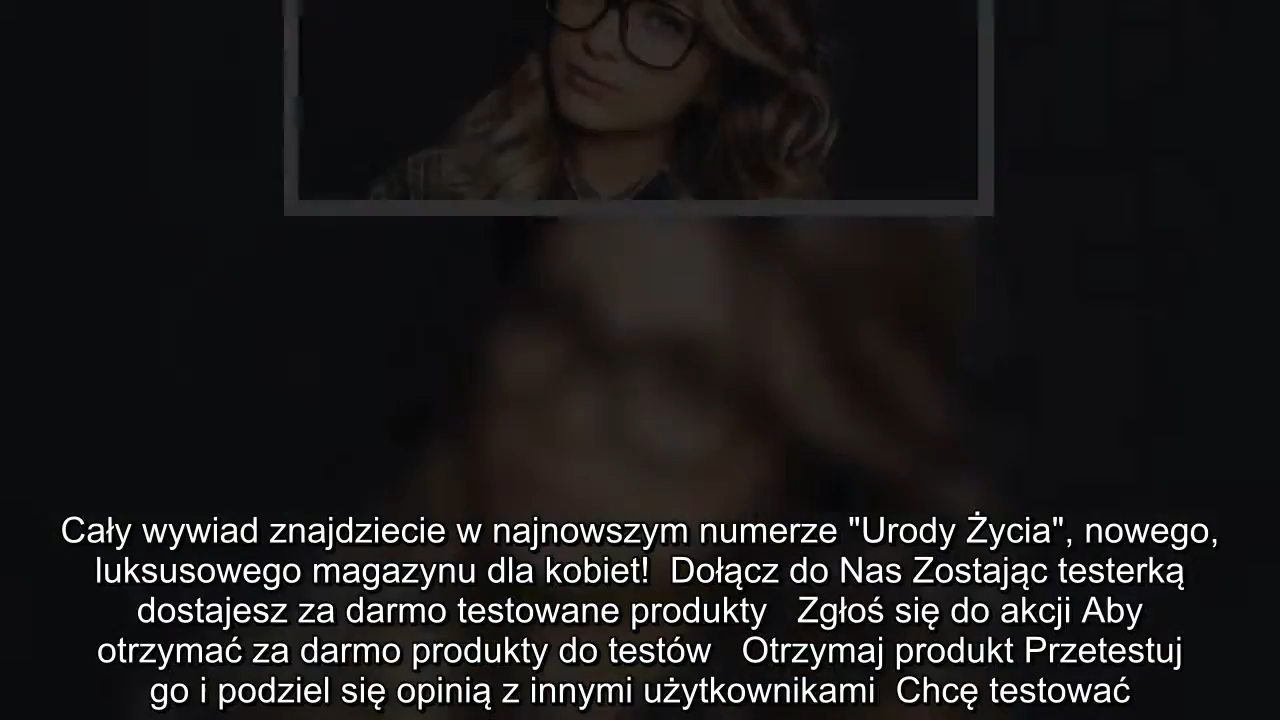 Cały wywiad znajdziecie w najnowszym numerze "Urody Życia", nowego,
luksusowego magazynu dla kobiet!  Dołącz do Nas Zostając testerką
dostajesz za darmo testowane produkty   Zgłoś się do akcji Aby
otrzymać za darmo produkty do testów   Otrzymaj produkt Przetestuj
go i podziel się opinią z innymi użytkownikami  Chcę testować